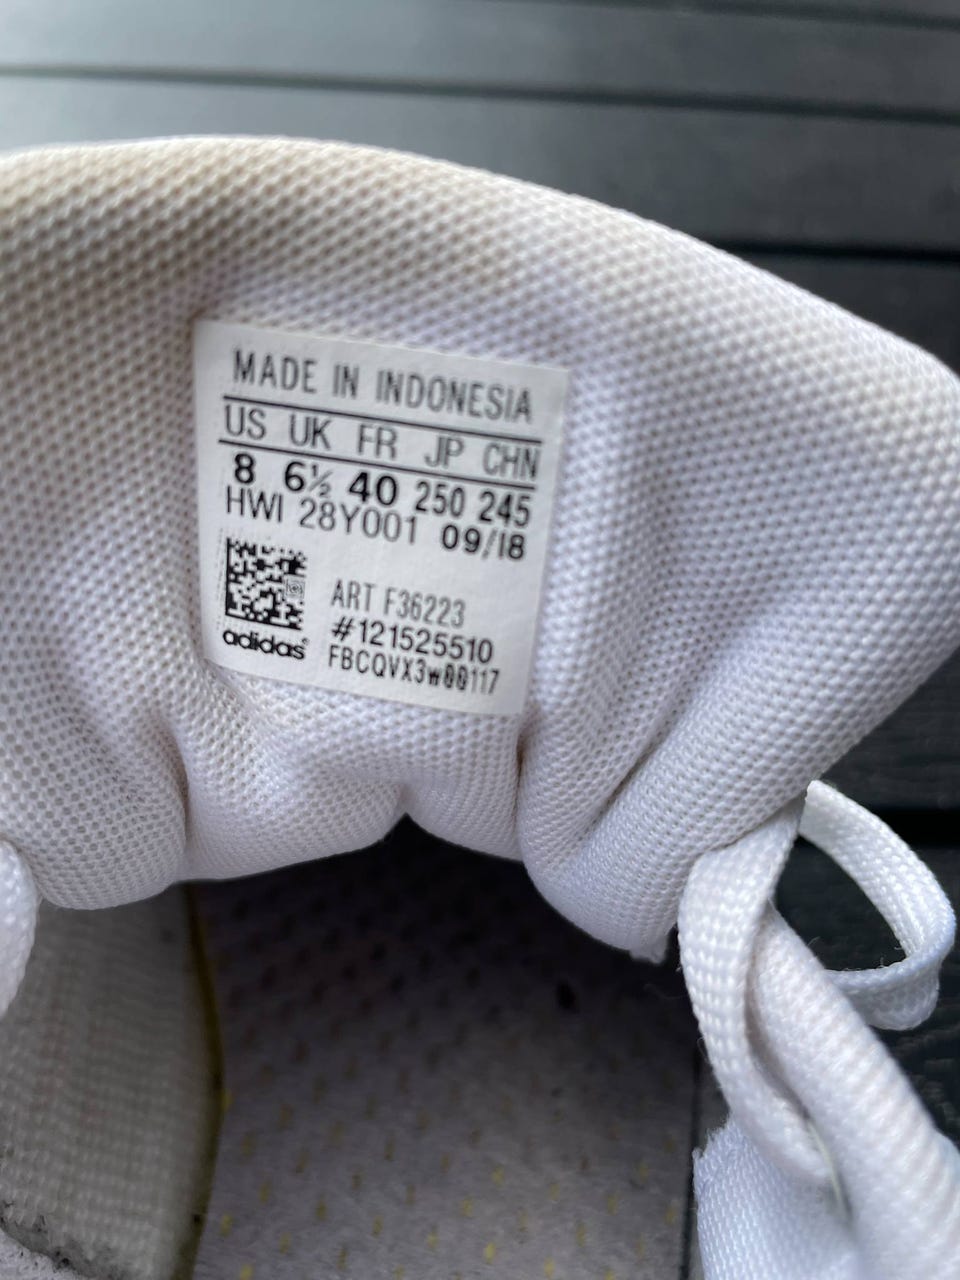 MADE IN INDONESIA
US UK FR JP CHN
8 6½ 40 250 245
HWI 28Y001 09/18
ART F36223
#121525510
adidas
FBCQVX3w00117